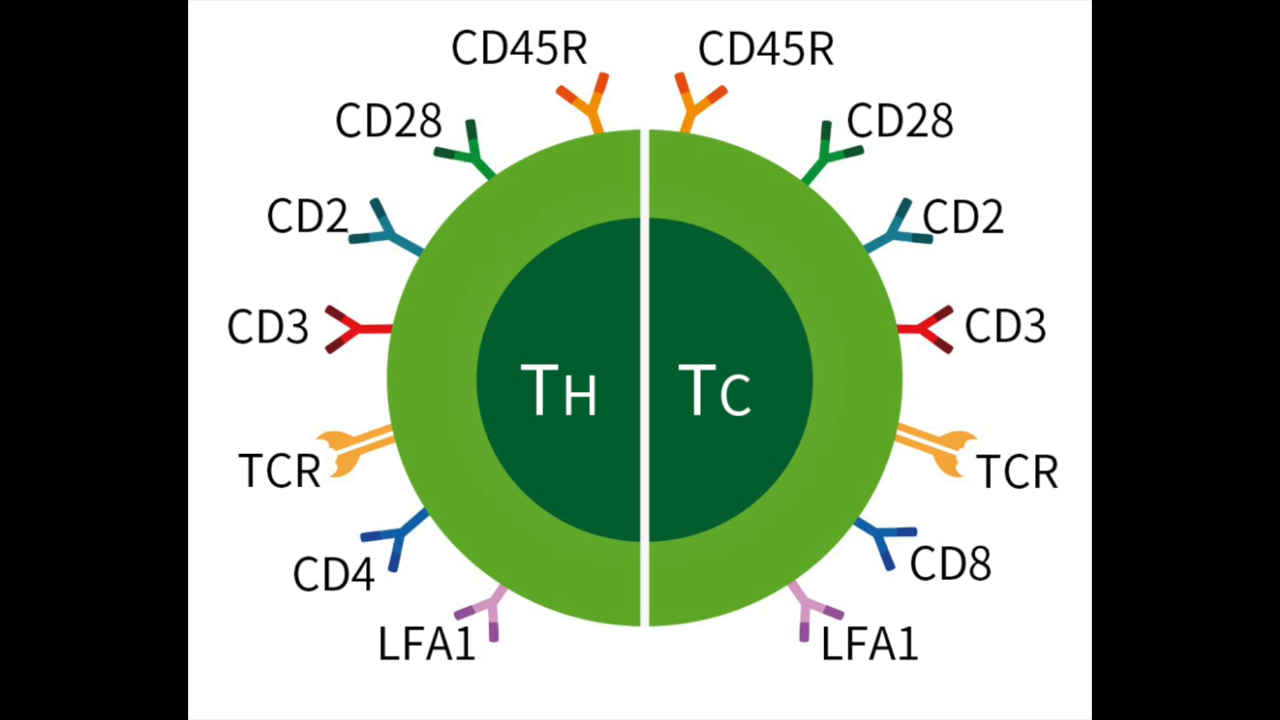 CD45R CD45R
CD28 CD28
CD2 CD2
CD3 CD3
TH TC
TCR TCR
CD4 CD8
LFA1 LFA1